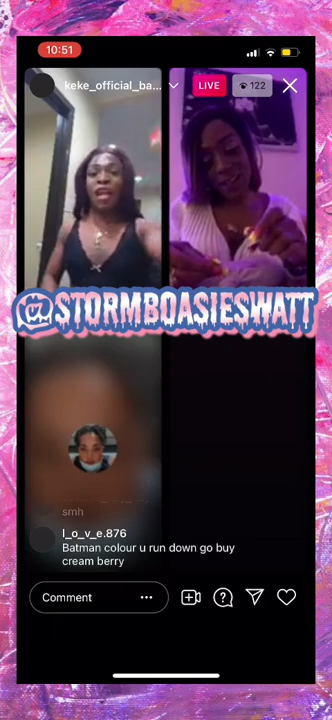 10:51
keke_official_ba...
LIVE
122
@STORMBOASIESWATT
smh
l_o_v_e.876
Batman colour u run down go buy
cream berry
Comment